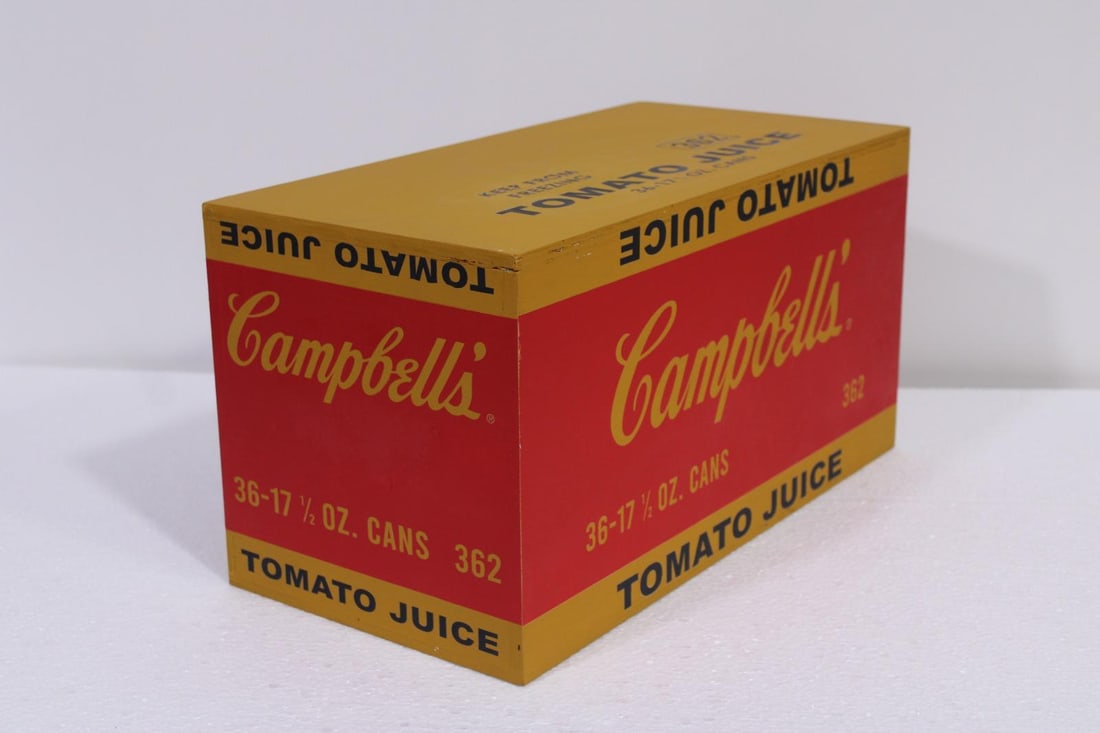 KEEP FROM
FREEZING
TOMATO JUICE
36-17 ½ OZ. CANS
TOMATO JUICE
Campbell's®
36-17 ½ OZ. CANS 362
TOMATO JUICE
TOMATO JUICE
Campbell's®
362
36-17 ½ OZ. CANS
TOMATO JUICE